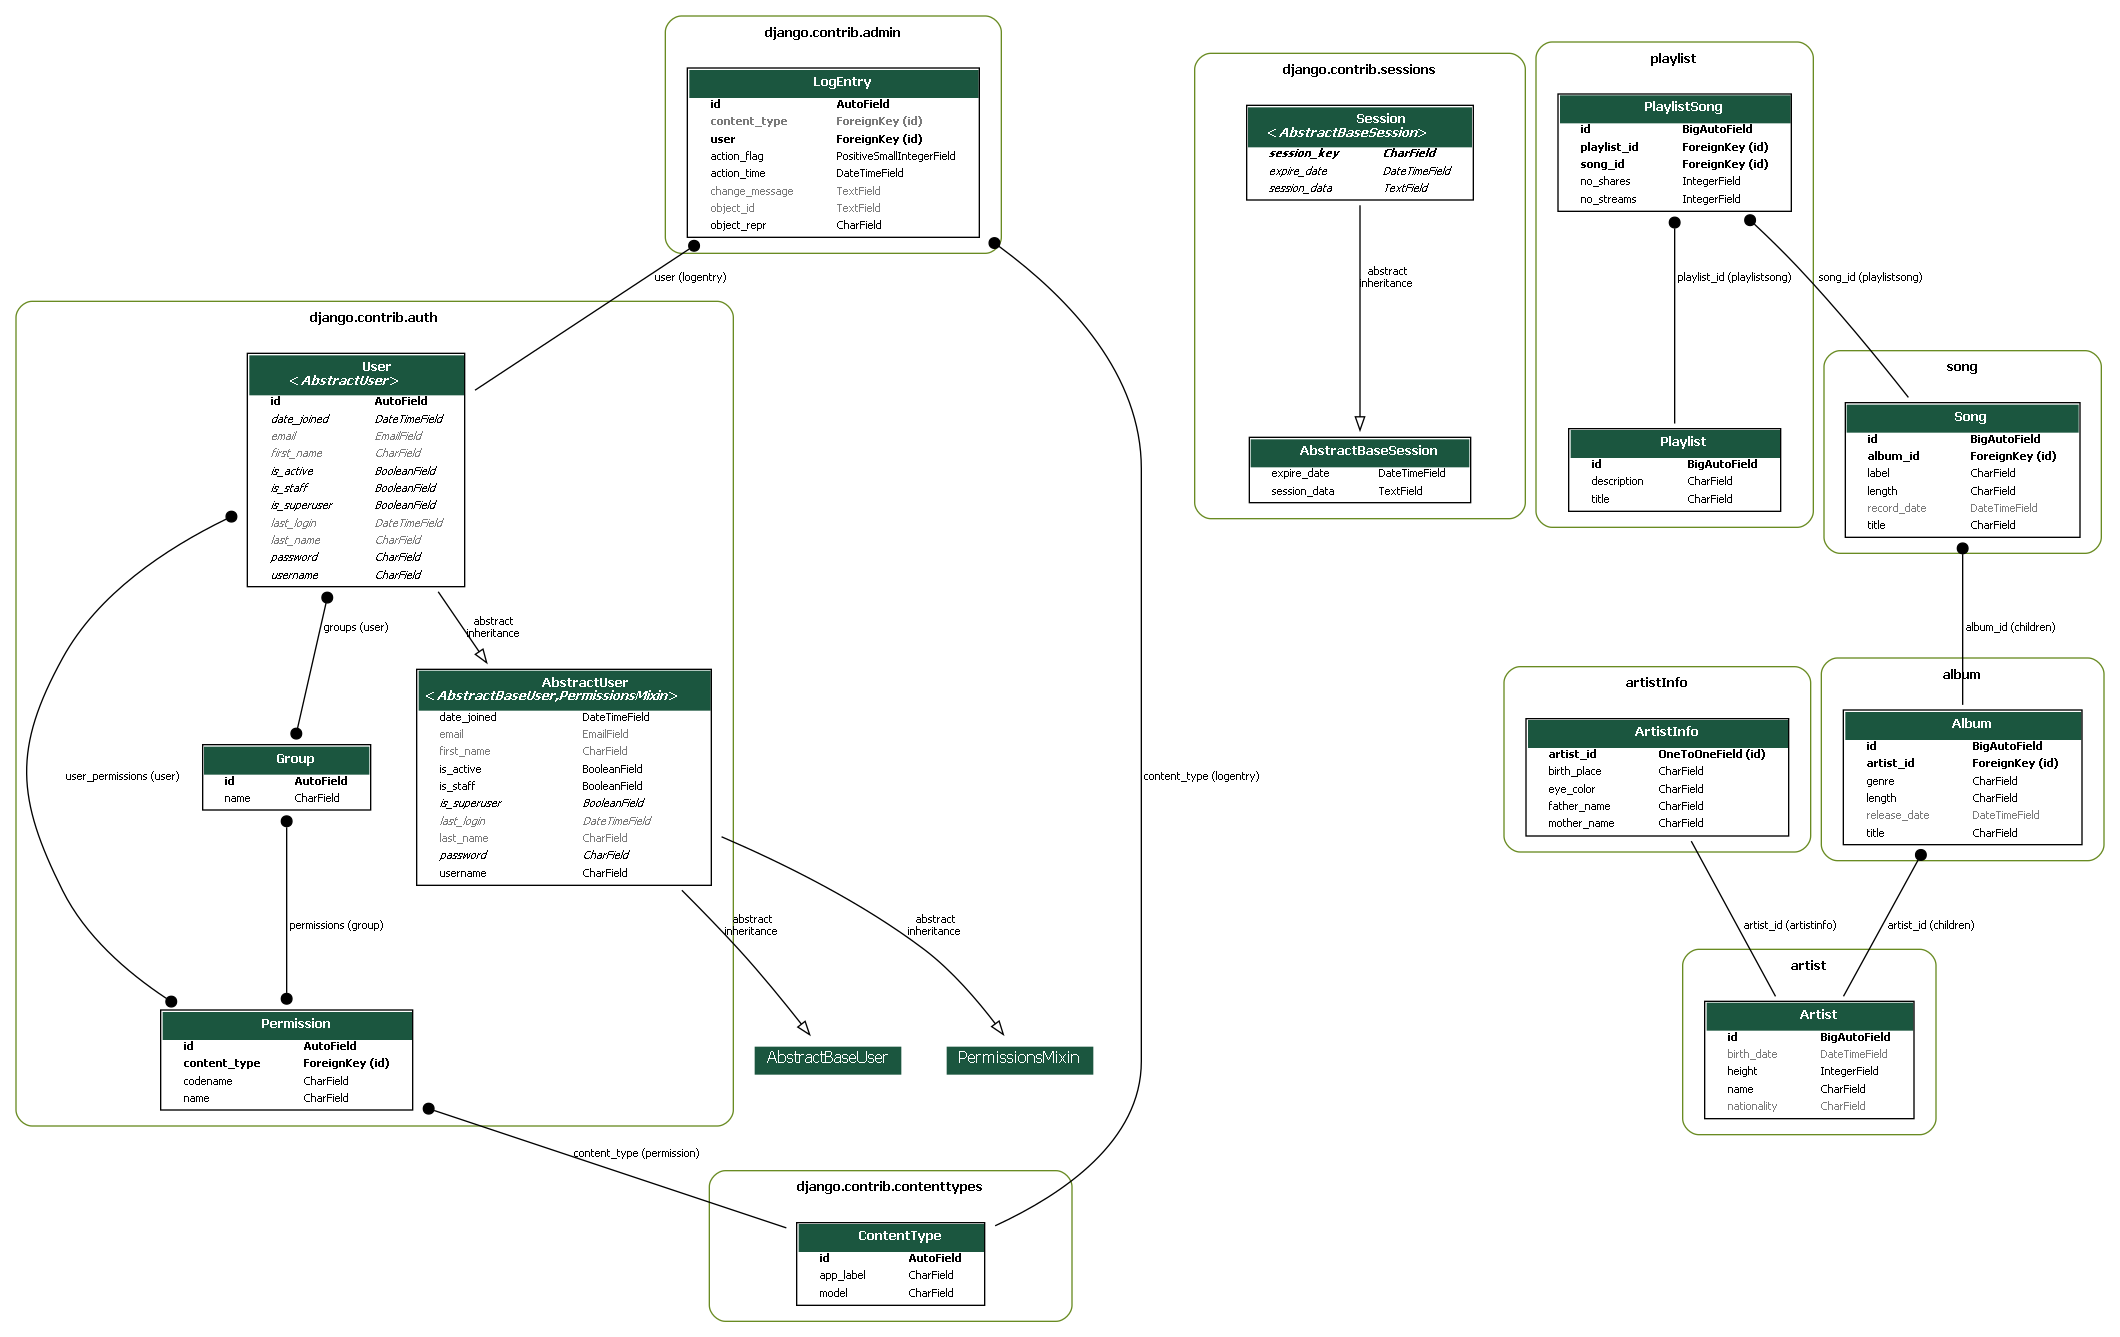 django.contrib.admin
LogEntry
id AutoField
content_type ForeignKey (id)
user ForeignKey (id)
action_flag PositiveSmallIntegerField
action_time DateTimeField
change_message TextField
object_id TextField
object_repr CharField
user (logentry)
django.contrib.auth
User
<AbstractUser>
id AutoField
date_joined DateTimeField
email EmailField
first_name CharField
is_active BooleanField
is_staff BooleanField
is_superuser BooleanField
last_login DateTimeField
last_name CharField
password CharField
username CharField
groups (user)
abstract
inheritance
AbstractUser
<AbstractBaseUser,PermissionsMixin>
date_joined DateTimeField
email EmailField
first_name CharField
is_active BooleanField
is_staff BooleanField
is_superuser BooleanField
last_login DateTimeField
last_name CharField
password CharField
username CharField
Group
id AutoField
name CharField
user_permissions (user)
permissions (group)
abstract
inheritance
abstract
inheritance
Permission
id AutoField
content_type ForeignKey (id)
codename CharField
name CharField
AbstractBaseUser
PermissionsMixin
content_type (logentry)
content_type (permission)
django.contrib.contenttypes
ContentType
id AutoField
app_label CharField
model CharField
django.contrib.sessions
Session
<AbstractBaseSession>
session_key CharField
expire_date DateTimeField
session_data TextField
abstract
inheritance
AbstractBaseSession
expire_date DateTimeField
session_data TextField
playlist
PlaylistSong
id BigAutoField
playlist_id ForeignKey (id)
song_id ForeignKey (id)
no_shares IntegerField
no_streams IntegerField
playlist_id (playlistsong)
song_id (playlistsong)
Playlist
id BigAutoField
description CharField
title CharField
song
Song
id BigAutoField
album_id ForeignKey (id)
label CharField
length CharField
record_date DateTimeField
title CharField
album_id (children)
artistInfo
ArtistInfo
artist_id OneToOneField (id)
birth_place CharField
eye_color CharField
father_name CharField
mother_name CharField
album
Album
id BigAutoField
artist_id ForeignKey (id)
genre CharField
length CharField
release_date DateTimeField
title CharField
artist_id (artistinfo)
artist_id (children)
artist
Artist
id BigAutoField
birth_date DateTimeField
height IntegerField
name CharField
nationality CharField